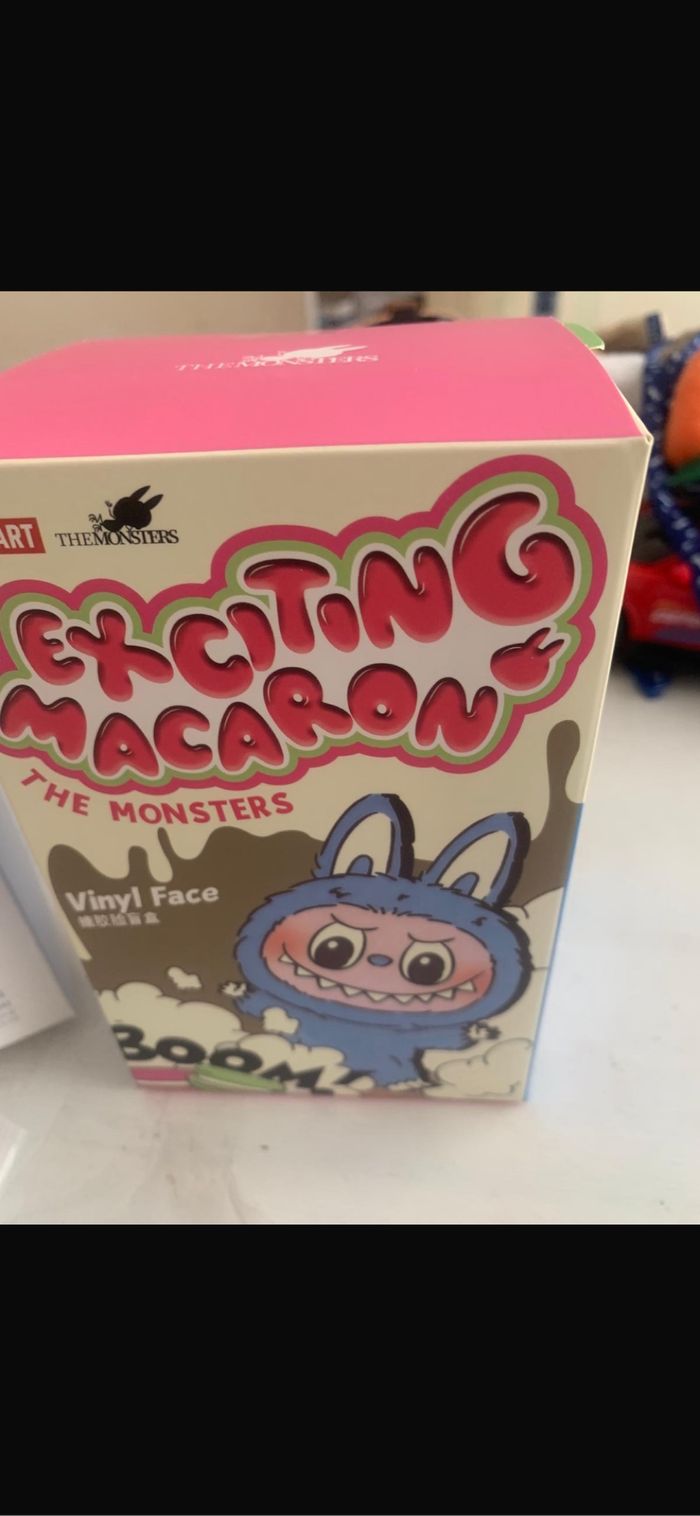 THE MONSTERS
ART
THE MONSTERS
EXCITING
MACARON
THE MONSTERS
Vinyl Face
搪胶脸盲盒
BOOM!